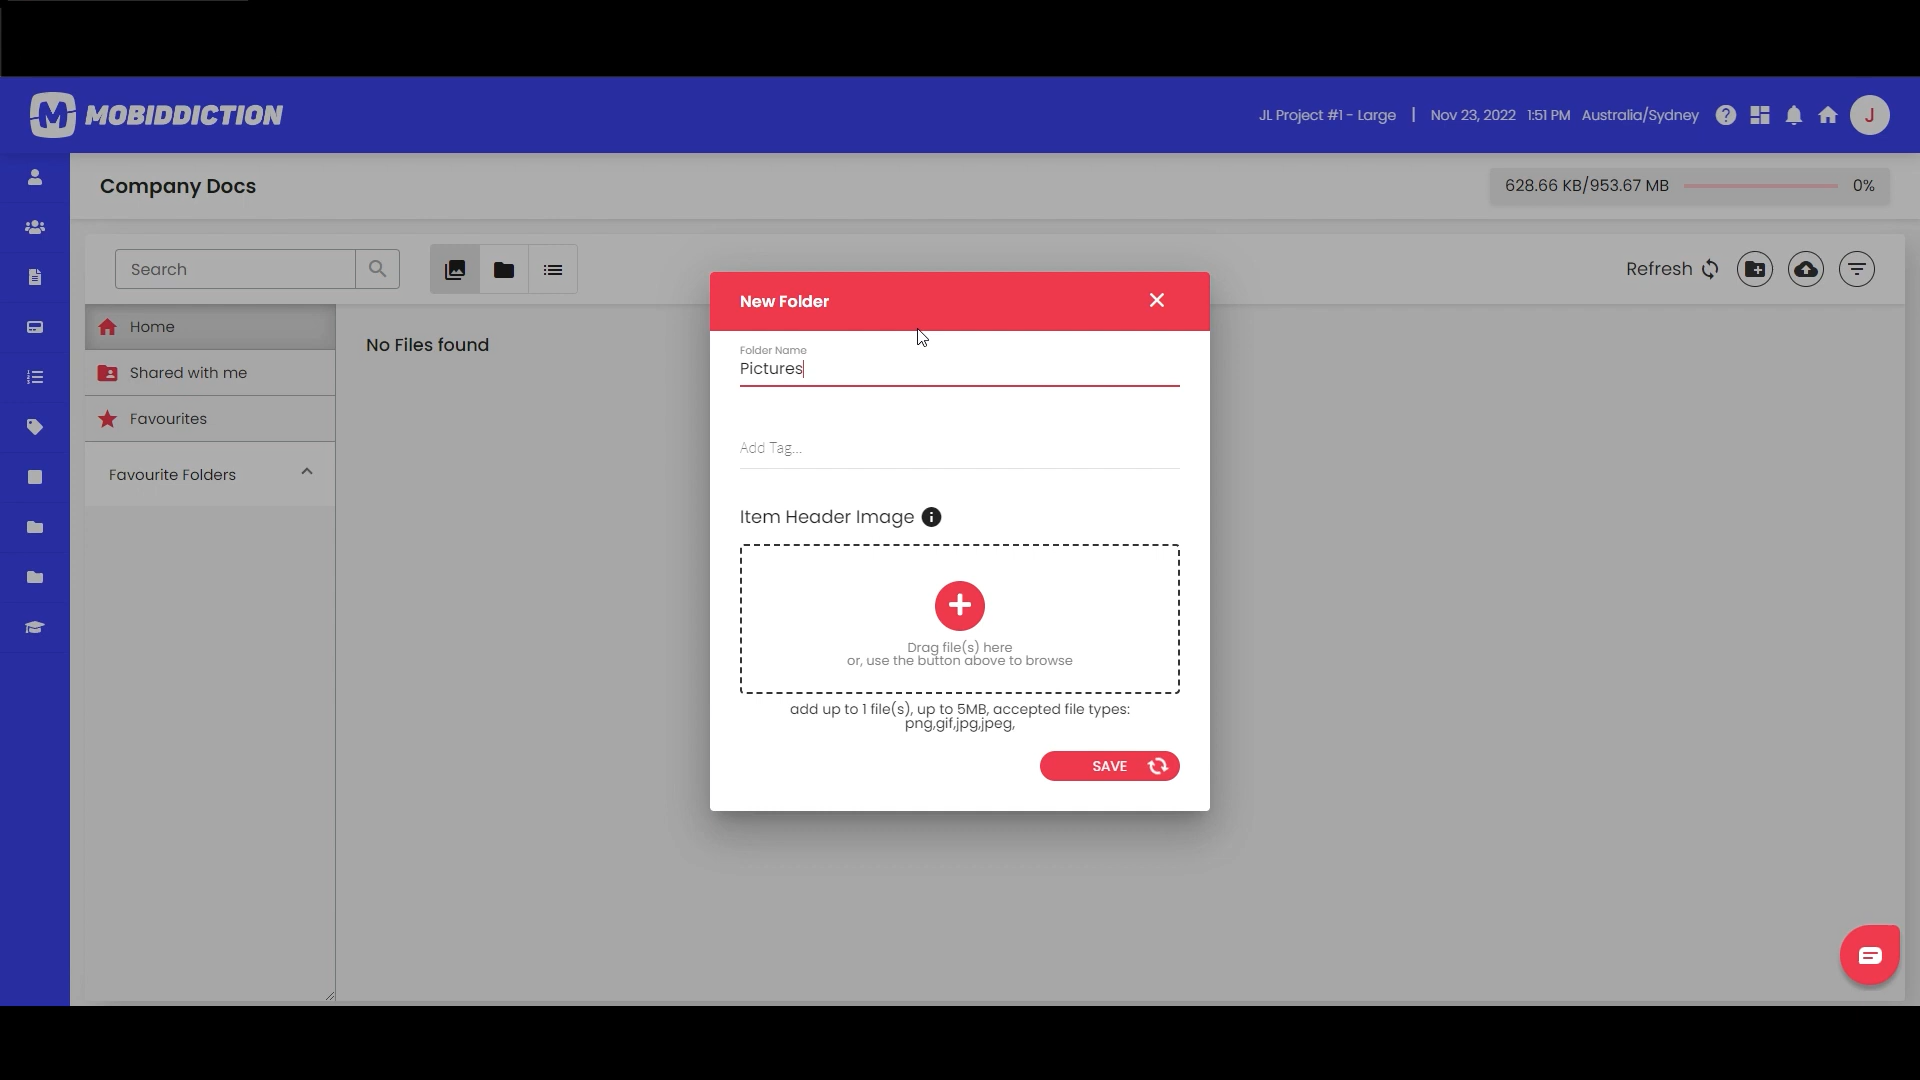 MOBIDDICTION
JL Project #1 - Large | Nov 23, 2022 1:51 PM Australia/Sydney ? J
Company Docs
628.66 KB/953.67 MB 0%
Search
Refresh
Home
Shared with me
Favourites
Favourite Folders
No Files found
New Folder
Folder Name
Pictures
Add Tag...
Item Header Image i
Drag file(s) here
or, use the button above to browse
add up to 1 file(s), up to 5MB, accepted file types:
png,gif,jpg,jpeg,
SAVE